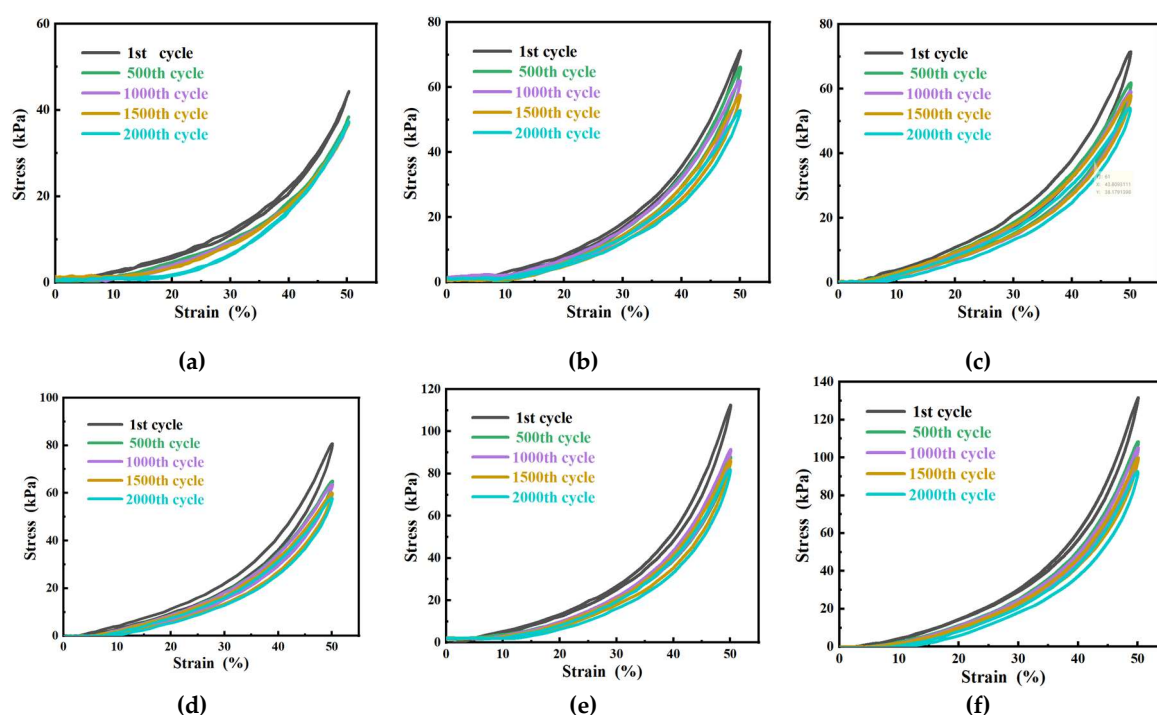 60
40
20
0
Stress (kPa)
1st cycle
500th cycle
1000th cycle
1500th cycle
2000th cycle
0 10 20 30 40 50
Strain (%)
(a)
80
60
40
20
0
Stress (kPa)
1st cycle
500th cycle
1000th cycle
1500th cycle
2000th cycle
0 10 20 30 40 50
Strain (%)
(b)
80
70
60
50
40
30
20
10
0
Stress (kPa)
1st cycle
500th cycle
1000th cycle
1500th cycle
2000th cycle
0 10 20 30 40 50
Strain (%)
(c)
100
80
60
40
20
0
Stress (kPa)
1st cycle
500th cycle
1000th cycle
1500th cycle
2000th cycle
0 10 20 30 40 50
Strain (%)
(d)
120
100
80
60
40
20
0
Stress (kPa)
1st cycle
500th cycle
1000th cycle
1500th cycle
2000th cycle
0 10 20 30 40 50
Strain (%)
(e)
140
120
100
80
60
40
20
0
Stress (kPa)
1st cycle
500th cycle
1000th cycle
1500th cycle
2000th cycle
0 10 20 30 40 50
Strain (%)
(f)